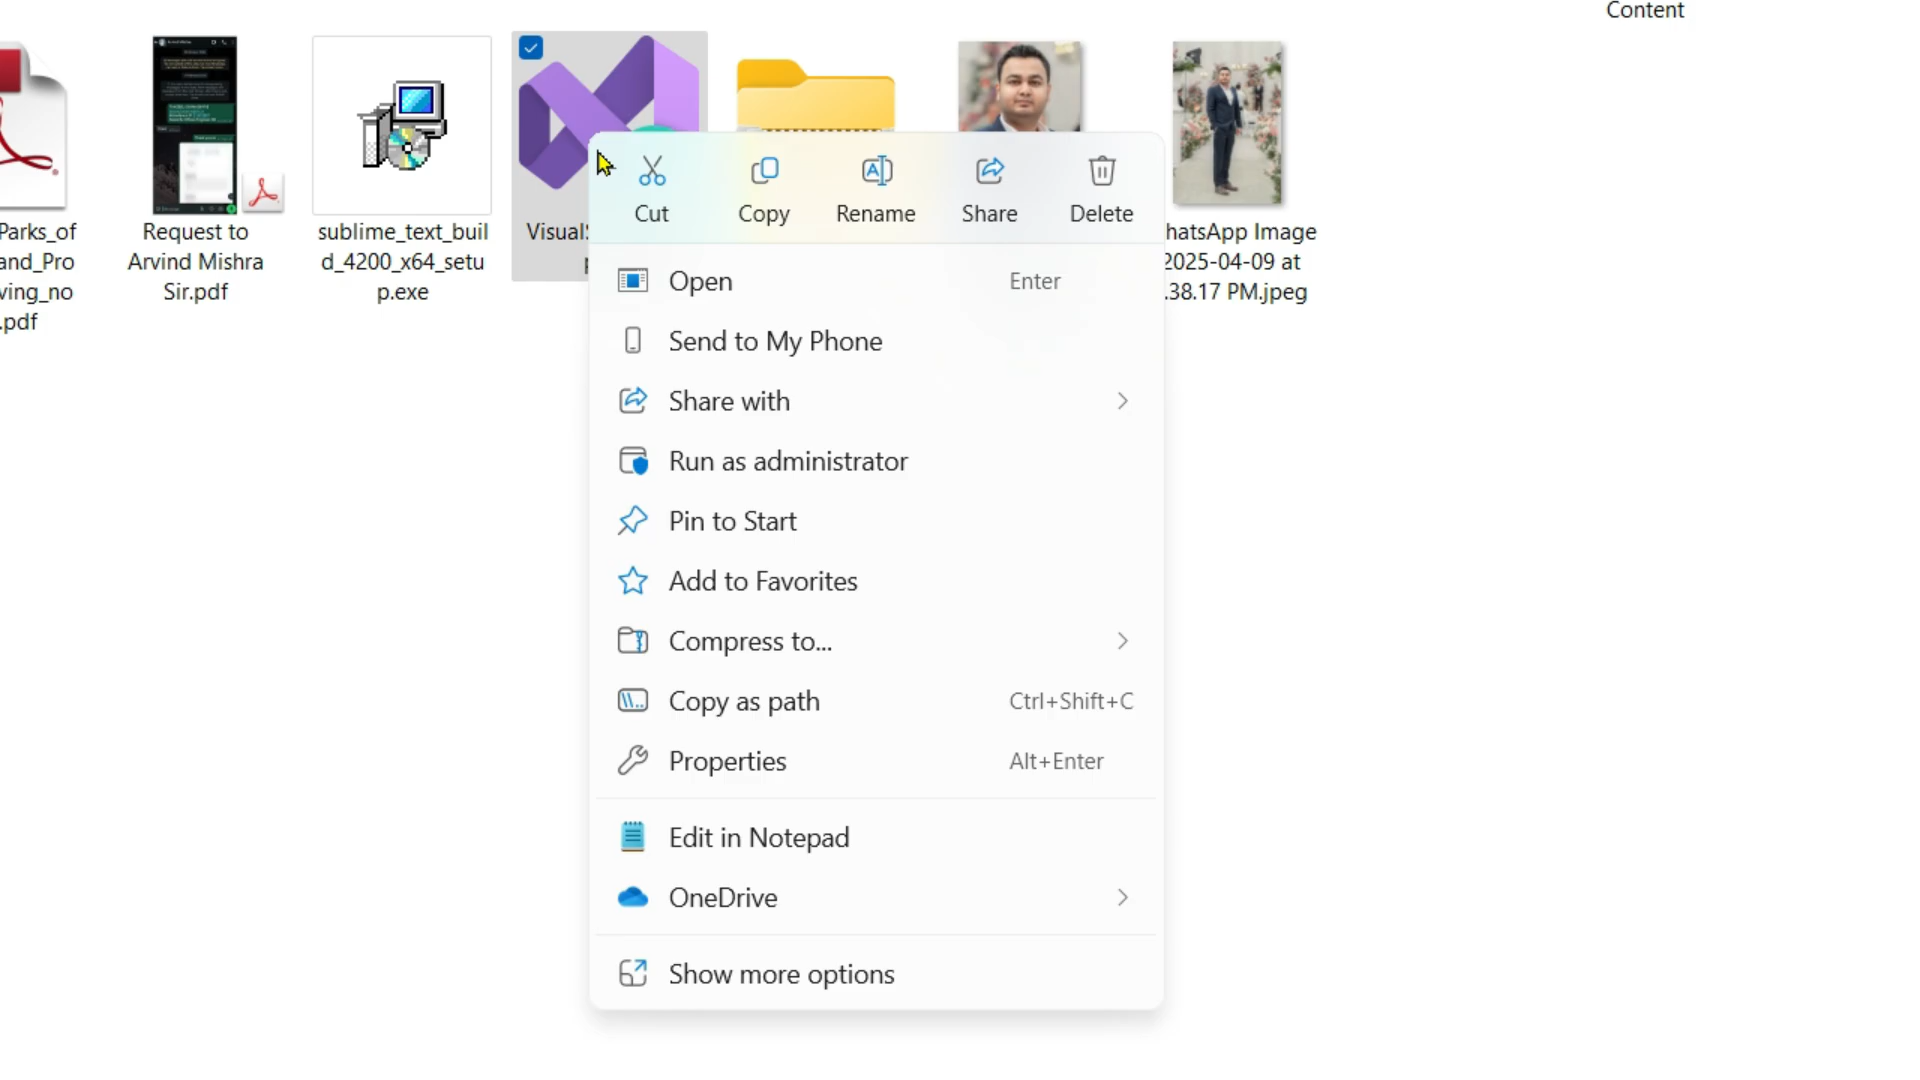 Content
Parks_of
and_Pro
ving_no
.pdf
Request to
Arvind Mishra
Sir.pdf
sublime_text_buil
d_4200_x64_setu
p.exe
Visual
hatsApp Image
2025-04-09 at
.38.17 PM.jpeg
Cut
Copy
Rename
Share
Delete
Open Enter
Send to My Phone
Share with
Run as administrator
Pin to Start
Add to Favorites
Compress to...
Copy as path Ctrl+Shift+C
Properties Alt+Enter
Edit in Notepad
OneDrive
Show more options